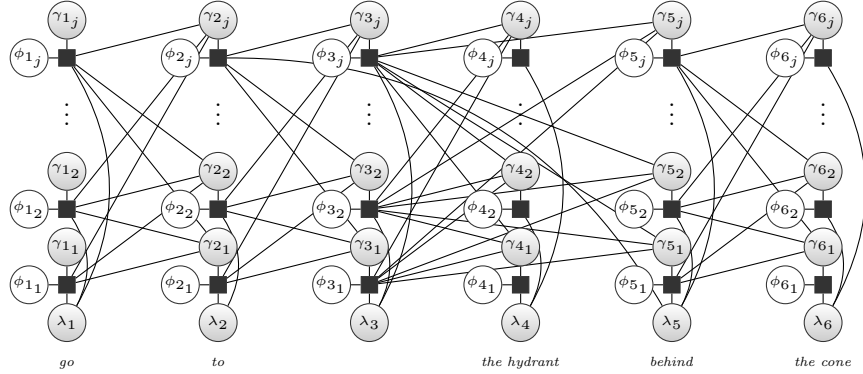 γ1j γ2j γ3j γ4j γ5j γ6j
ϕ1j ϕ2j ϕ3j ϕ4j ϕ5j ϕ6j
⋮ ⋮ ⋮ ⋮ ⋮ ⋮
γ12 γ22 γ32 γ42 γ52 γ62
ϕ12 ϕ22 ϕ32 ϕ42 ϕ52 ϕ62
γ11 γ21 γ31 γ41 γ51 γ61
ϕ11 ϕ21 ϕ31 ϕ41 ϕ51 ϕ61
λ1 λ2 λ3 λ4 λ5 λ6
go to the hydrant behind the cone